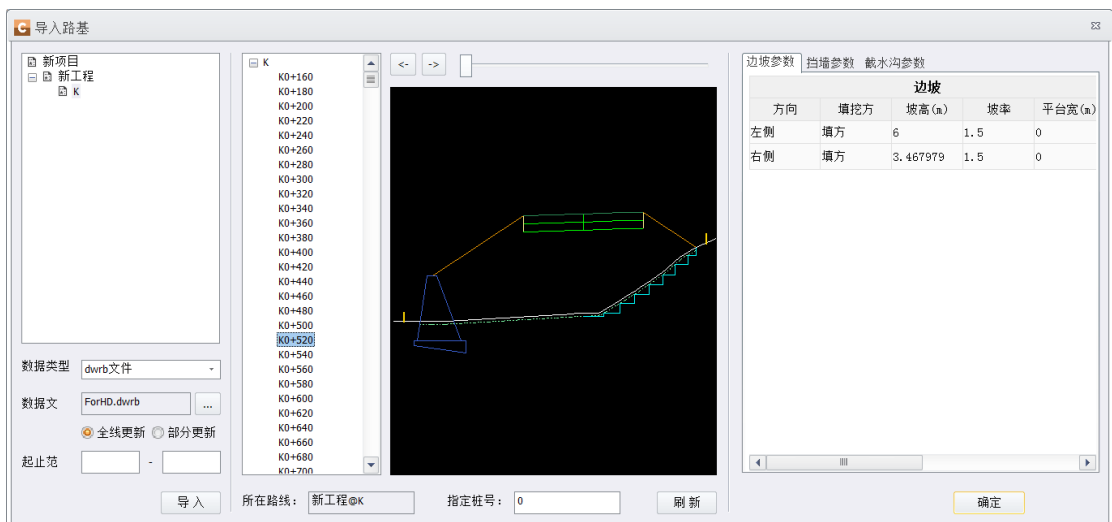 导入路基
新项目
新工程
K
数据类型
dwrb文件
数据文
ForHD.dwrb
...
全线更新
部分更新
起止范
-
导入
K
K0+160
K0+180
K0+200
K0+220
K0+240
K0+260
K0+280
K0+300
K0+320
K0+340
K0+360
K0+380
K0+400
K0+420
K0+440
K0+460
K0+480
K0+500
K0+520
K0+540
K0+560
K0+580
K0+600
K0+620
K0+640
K0+660
K0+680
K0+700
<-
->
所在路线：
新工程@K
指定桩号：
0
刷新
边坡参数 挡墙参数 截水沟参数
边坡
方向 填挖方 坡高(m) 坡率 平台宽(m)
左侧 填方 6 1.5 0
右侧 填方 3.467979 1.5 0
确定